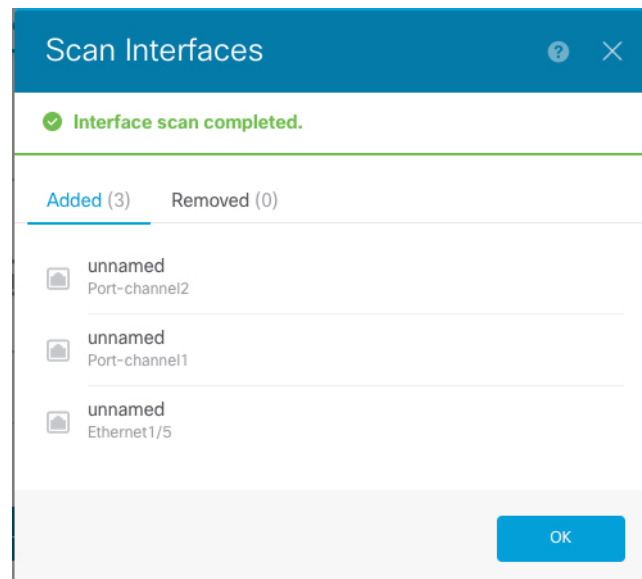 Scan Interfaces
Interface scan completed.
Added (3) Removed (0)
unnamed
Port-channel2
unnamed
Port-channel1
unnamed
Ethernet1/5
OK